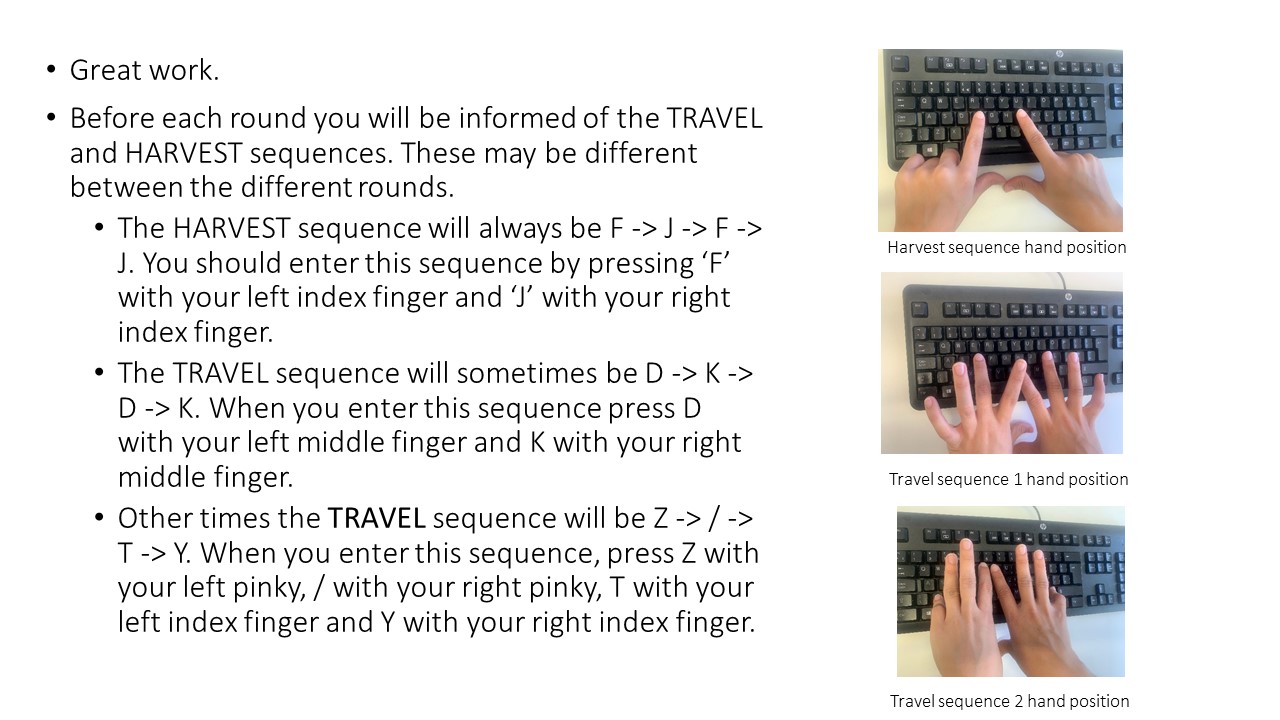 • Great work.
• Before each round you will be informed of the TRAVEL
and HARVEST sequences. These may be different
between the different rounds.
• The HARVEST sequence will always be F -> J -> F ->
J. You should enter this sequence by pressing ‘F’
with your left index finger and ‘J’ with your right
index finger.
• The TRAVEL sequence will sometimes be D -> K ->
D -> K. When you enter this sequence press D
with your left middle finger and K with your right
middle finger.
• Other times the TRAVEL sequence will be Z -> / ->
T -> Y. When you enter this sequence, press Z with
your left pinky, / with your right pinky, T with your
left index finger and Y with your right index finger.
Harvest sequence hand position
Travel sequence 1 hand position
Travel sequence 2 hand position